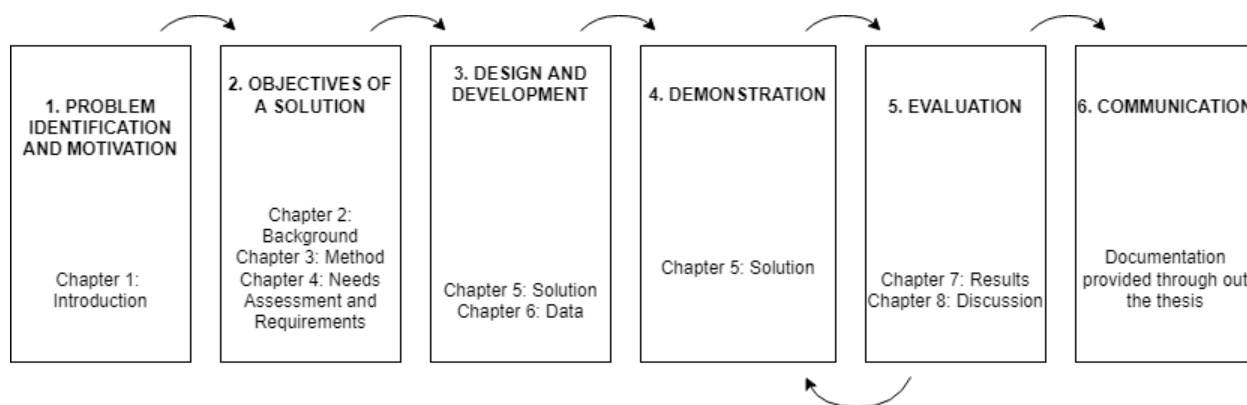 1. PROBLEM
IDENTIFICATION
AND MOTIVATION
Chapter 1:
Introduction
2. OBJECTIVES OF
A SOLUTION
Chapter 2:
Background
Chapter 3: Method
Chapter 4: Needs
Assessment and
Requirements
3. DESIGN AND
DEVELOPMENT
Chapter 5: Solution
Chapter 6: Data
4. DEMONSTRATION
Chapter 5: Solution
5. EVALUATION
Chapter 7: Results
Chapter 8: Discussion
6. COMMUNICATION
Documentation
provided through out
the thesis